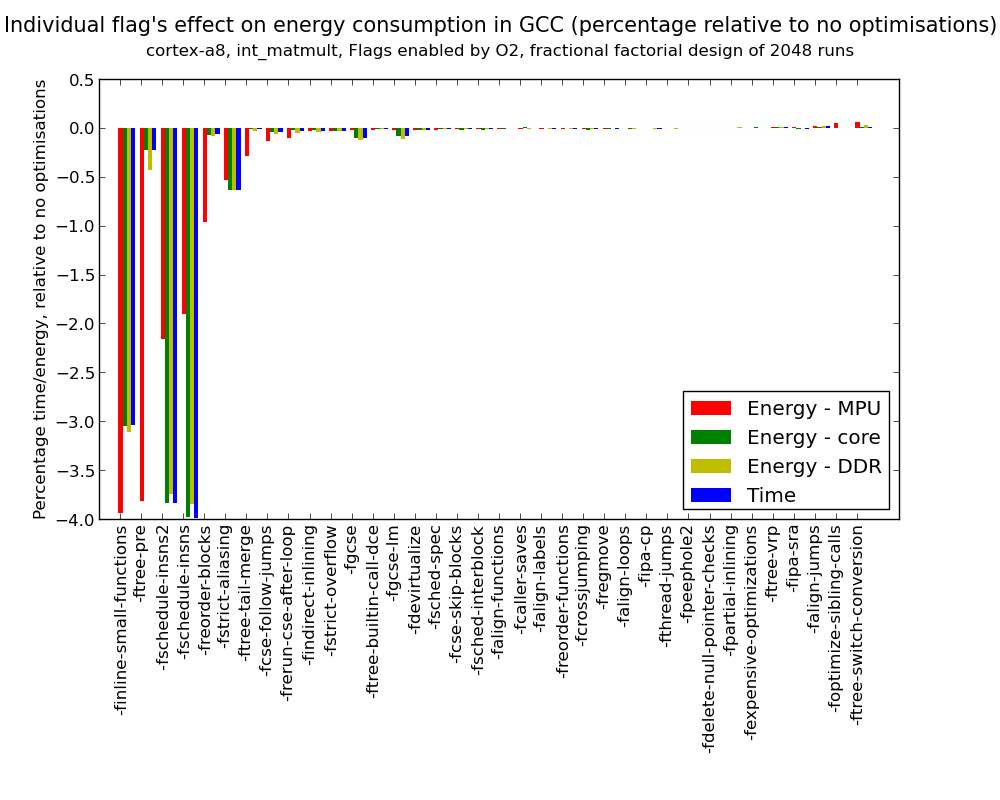 Individual flag's effect on energy consumption in GCC (percentage relative to no optimisations)
cortex-a8, int_matmult, Flags enabled by O2, fractional factorial design of 2048 runs
Percentage time/energy, relative to no optimisations
0.5
0.0
−0.5
−1.0
−1.5
−2.0
−2.5
−3.0
−3.5
−4.0
Energy - MPU
Energy - core
Energy - DDR
Time
-finline-small-functions
-ftree-pre
-fschedule-insns2
-fschedule-insns
-freorder-blocks
-fstrict-aliasing
-ftree-tail-merge
-fcse-follow-jumps
-frerun-cse-after-loop
-findirect-inlining
-fstrict-overflow
-fgcse
-ftree-builtin-call-dce
-fgcse-lm
-fdevirtualize
-fsched-spec
-fcse-skip-blocks
-fsched-interblock
-falign-functions
-fcaller-saves
-falign-labels
-freorder-functions
-fcrossjumping
-fregmove
-falign-loops
-fipa-cp
-fthread-jumps
-fpeephole2
-fdelete-null-pointer-checks
-fpartial-inlining
-fexpensive-optimizations
-ftree-vrp
-fipa-sra
-falign-jumps
-foptimize-sibling-calls
-ftree-switch-conversion